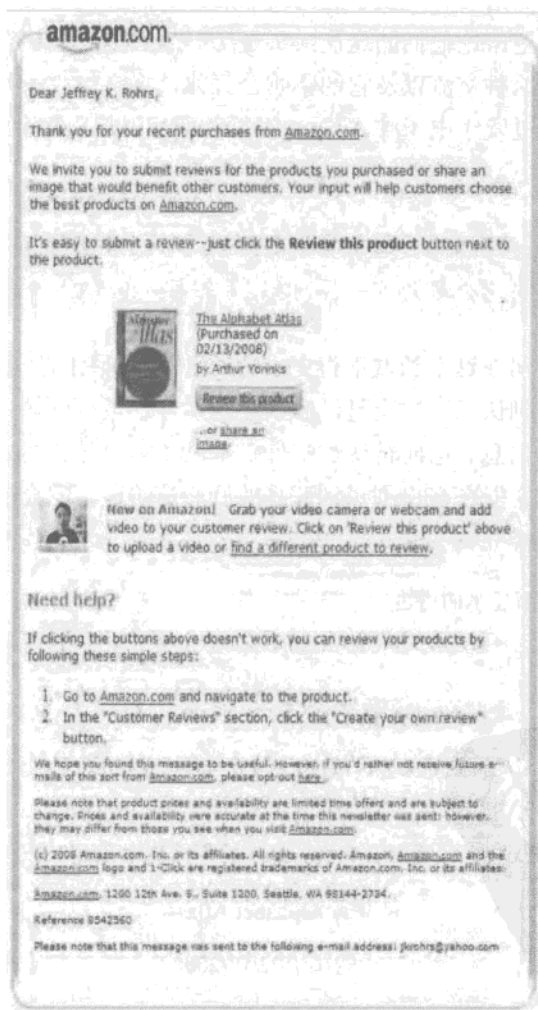 amazon.com.
Dear Jeffrey K. Rohrs,
Thank you for your recent purchases from Amazon.com.
We invite you to submit reviews for the products you purchased or share an
image that would benefit other customers. Your input will help customers choose
the best products on Amazon.com.
It's easy to submit a review--just click the Review this product button next to
the product.
Alphabet
Atlas
The Alphabet Atlas
(Purchased on
02/13/2008)
by Arthur Yorinks
Review this product
...or share an
image.
New on Amazon! Grab your video camera or webcam and add
video to your customer review. Click on 'Review this product' above
to upload a video or find a different product to review.
Need help?
If clicking the buttons above doesn't work, you can review your products by
following these simple steps:
1. Go to Amazon.com and navigate to the product.
2. In the "Customer Reviews" section, click the "Create your own review"
button.
We hope you found this message to be useful. However, if you'd rather not receive future e-
mails of this sort from Amazon.com, please opt-out here.
Please note that product prices and availability are limited time offers and are subject to
change. Prices and availability were accurate at the time this newsletter was sent; however,
they may differ from those you see when you visit Amazon.com.
(c) 2008 Amazon.com, Inc. or its affiliates. All rights reserved. Amazon, Amazon.com and the
Amazon.com logo and 1-Click are registered trademarks of Amazon.com, Inc. or its affiliates.
Amazon.com, 1200 12th Ave. S., Suite 1200, Seattle, WA 98144-2734.
Reference 8542560
Please note that this message was sent to the following e-mail address: jkrohrs@yahoo.com